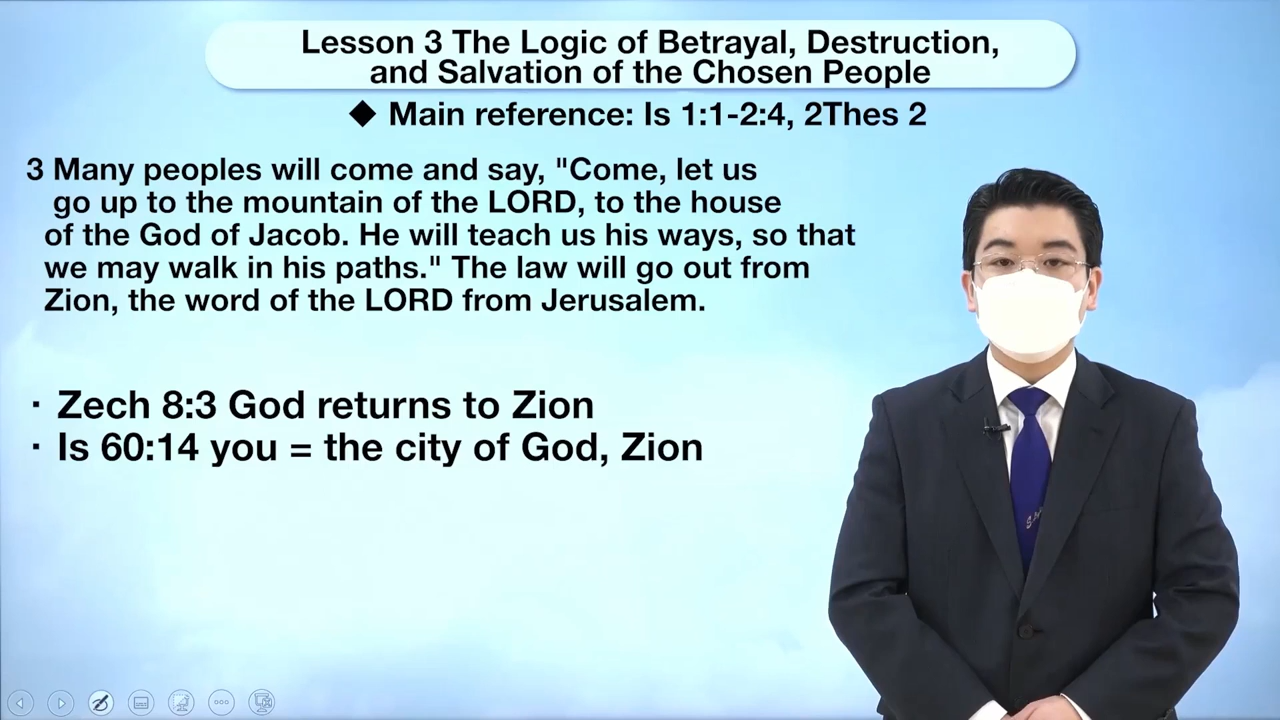 Lesson 3 The Logic of Betrayal, Destruction,
and Salvation of the Chosen People
◆ Main reference: Is 1:1-2:4, 2Thes 2
3 Many peoples will come and say, "Come, let us
go up to the mountain of the LORD, to the house
of the God of Jacob. He will teach us his ways, so that
we may walk in his paths." The law will go out from
Zion, the word of the LORD from Jerusalem.
· Zech 8:3 God returns to Zion
· Is 60:14 you = the city of God, Zion